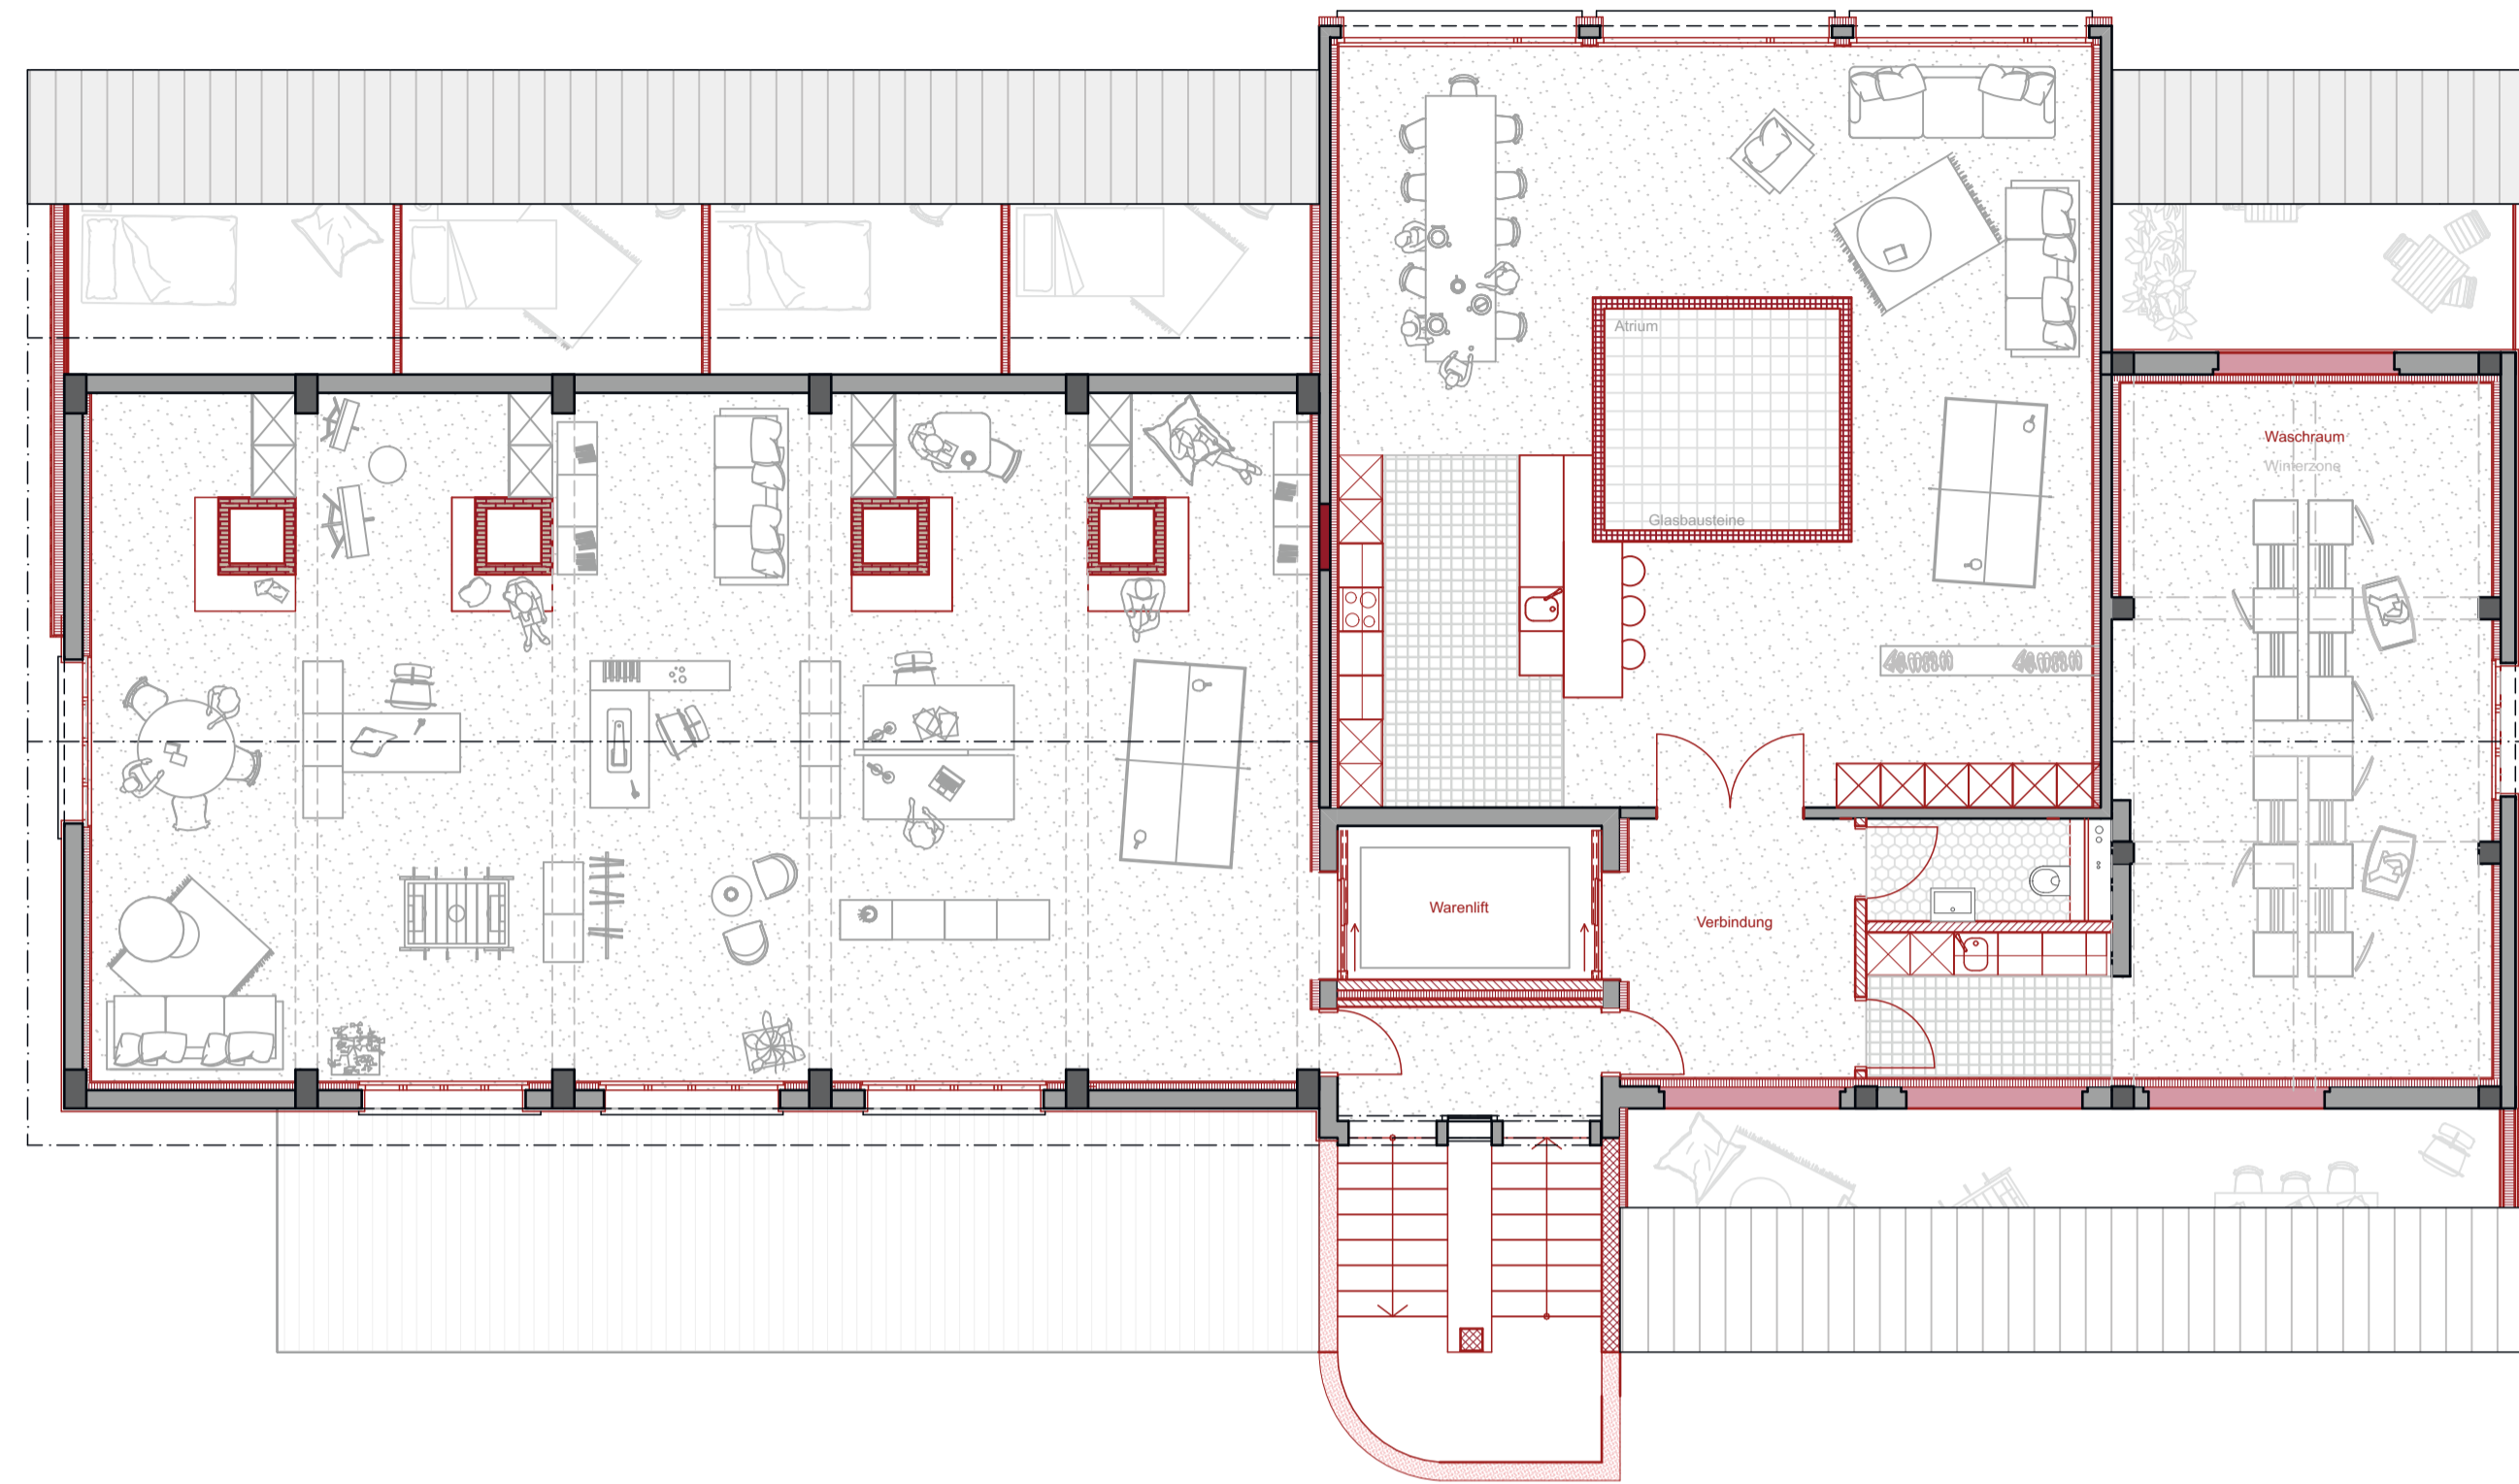 Atrium
Glasbausteine
Waschraum
Winterzone
Warenlift
Verbindung